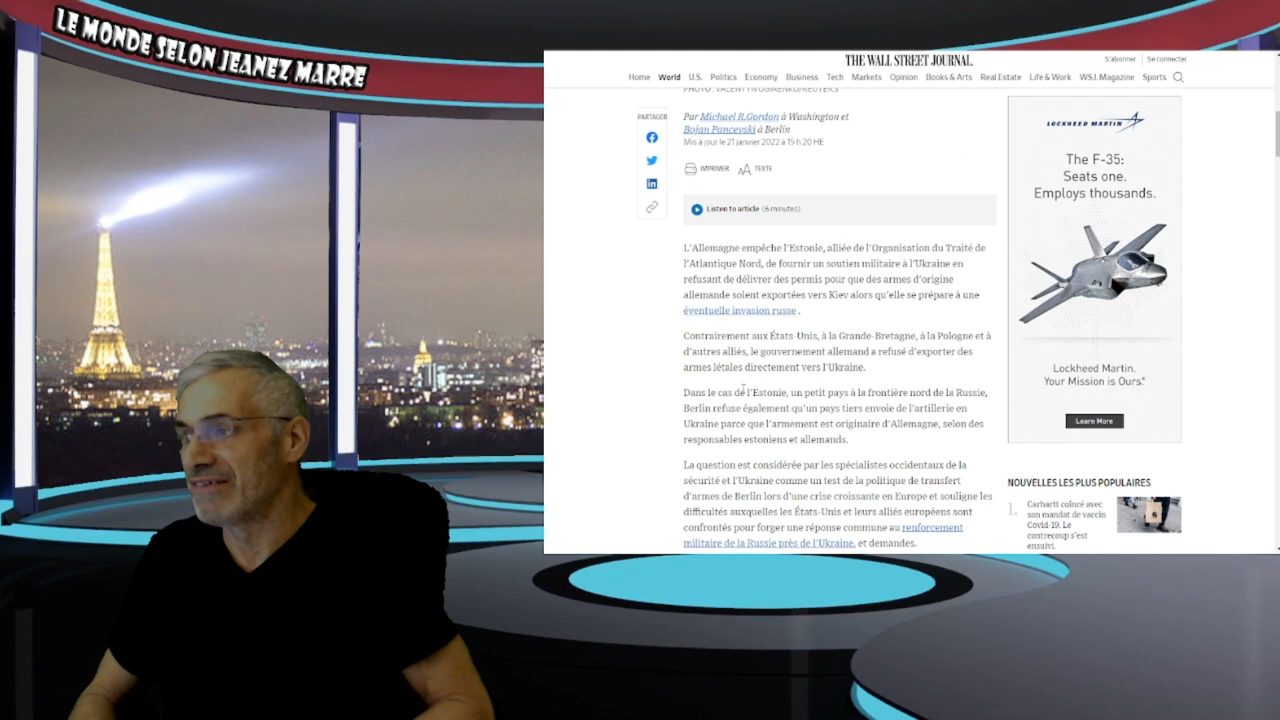 LE MONDE SELON JEANEZ MARRE
THE WALL STREET JOURNAL.
S'abonner
Se connecter
Home World U.S. Politics Economy Business Tech Markets Opinion Books & Arts Real Estate Life & Work WSJ. Magazine Sports
PHOTO: VALENTYN OGIRENKO/REUTERS
PARTAGER
Par Michael R.Gordon à Washington et
Bojan Pancevski à Berlin
Mis à jour le 21 janvier 2022 à 15 h 20 HE
IMPRIMER
AA TEXTE
Listen to article (6 minutes)
L'Allemagne empêche l'Estonie, alliée de l'Organisation du Traité de
l'Atlantique Nord, de fournir un soutien militaire à l'Ukraine en
refusant de délivrer des permis pour que des armes d'origine
allemande soient exportées vers Kiev alors qu'elle se prépare à une
éventuelle invasion russe .
Contrairement aux États-Unis, à la Grande-Bretagne, à la Pologne et à
d'autres alliés, le gouvernement allemand a refusé d'exporter des
armes létales directement vers l'Ukraine.
Dans le cas de l'Estonie, un petit pays à la frontière nord de la Russie,
Berlin refuse également qu'un pays tiers envoie de l'artillerie en
Ukraine parce que l'armement est originaire d'Allemagne, selon des
responsables estoniens et allemands.
La question est considérée par les spécialistes occidentaux de la
sécurité et l'Ukraine comme un test de la politique de transfert
d'armes de Berlin lors d'une crise croissante en Europe et souligne les
difficultés auxquelles les États-Unis et leurs alliés européens sont
confrontés pour forger une réponse commune au renforcement
militaire de la Russie près de l'Ukraine, et demandes.
LOCKHEED MARTIN
The F-35:
Seats one.
Employs thousands.
Lockheed Martin.
Your Mission is Ours.®
Learn More
NOUVELLES LES PLUS POPULAIRES
1.
Carhartt coincé avec
son mandat de vaccin
Covid-19. Le
contrecoup s'est
ensuivi.